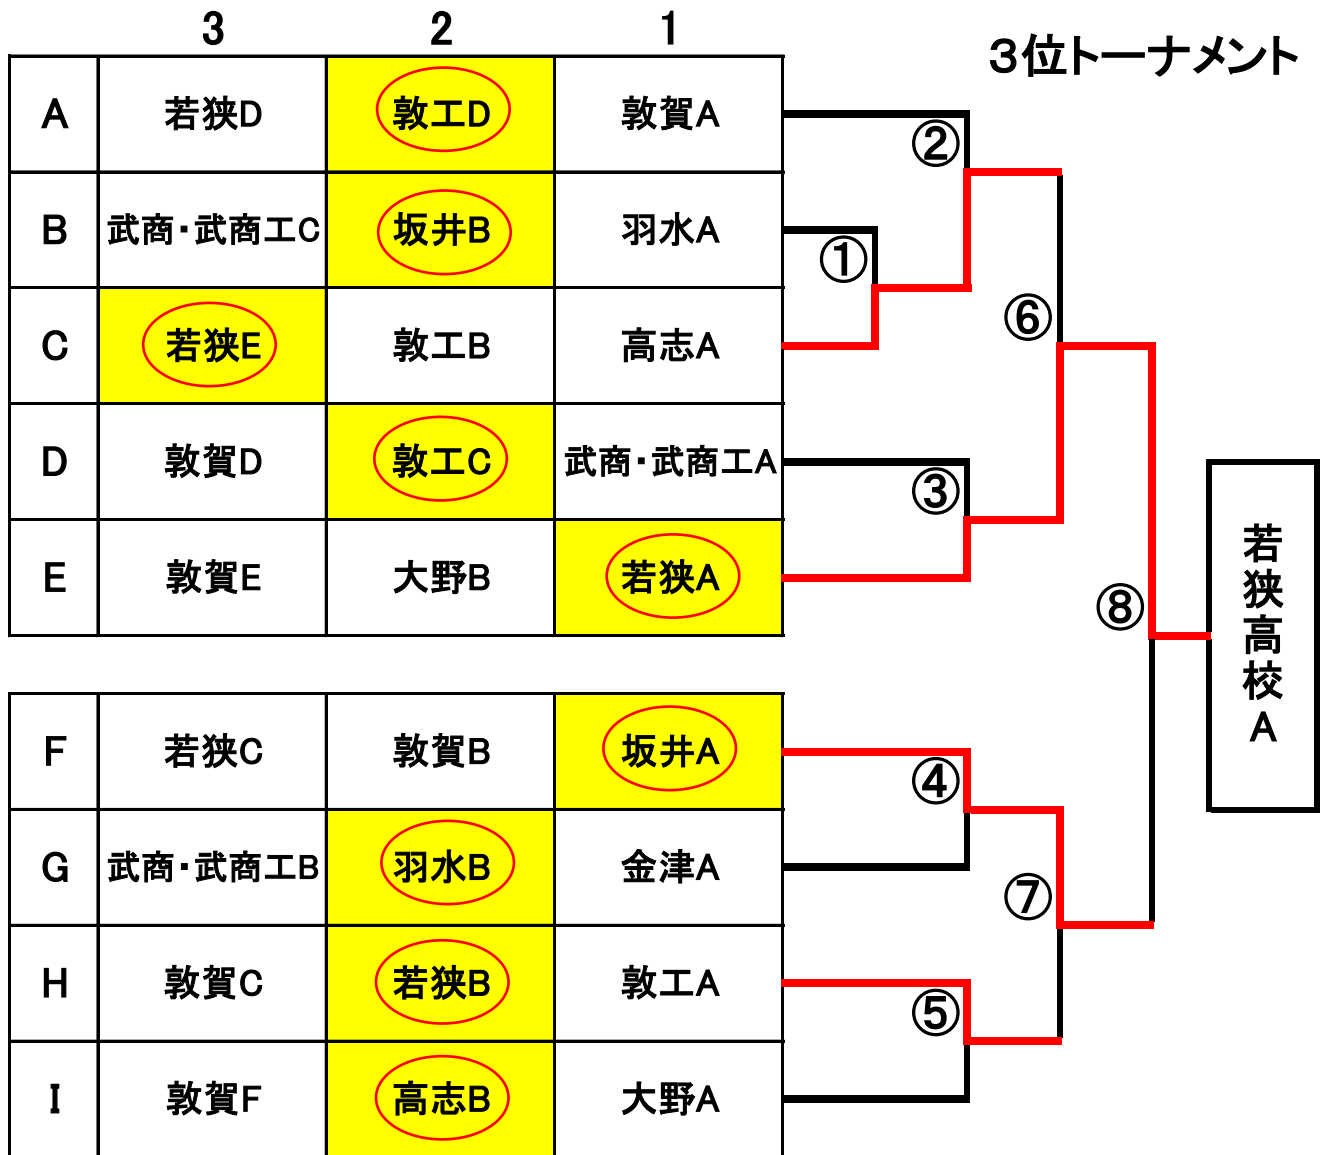 3 2 1
3位トーナメント
A 若狭D 敦工D 敦賀A
②
B 武商・武商工C 坂井B 羽水A
①
⑥
C 若狭E 敦工B 高志A
D 敦賀D 敦工C 武商・武商工A
③
E 敦賀E 大野B 若狭A
⑧
若狭高校A
F 若狭C 敦賀B 坂井A
④
G 武商・武商工B 羽水B 金津A
⑦
H 敦賀C 若狭B 敦工A
⑤
I 敦賀F 高志B 大野A